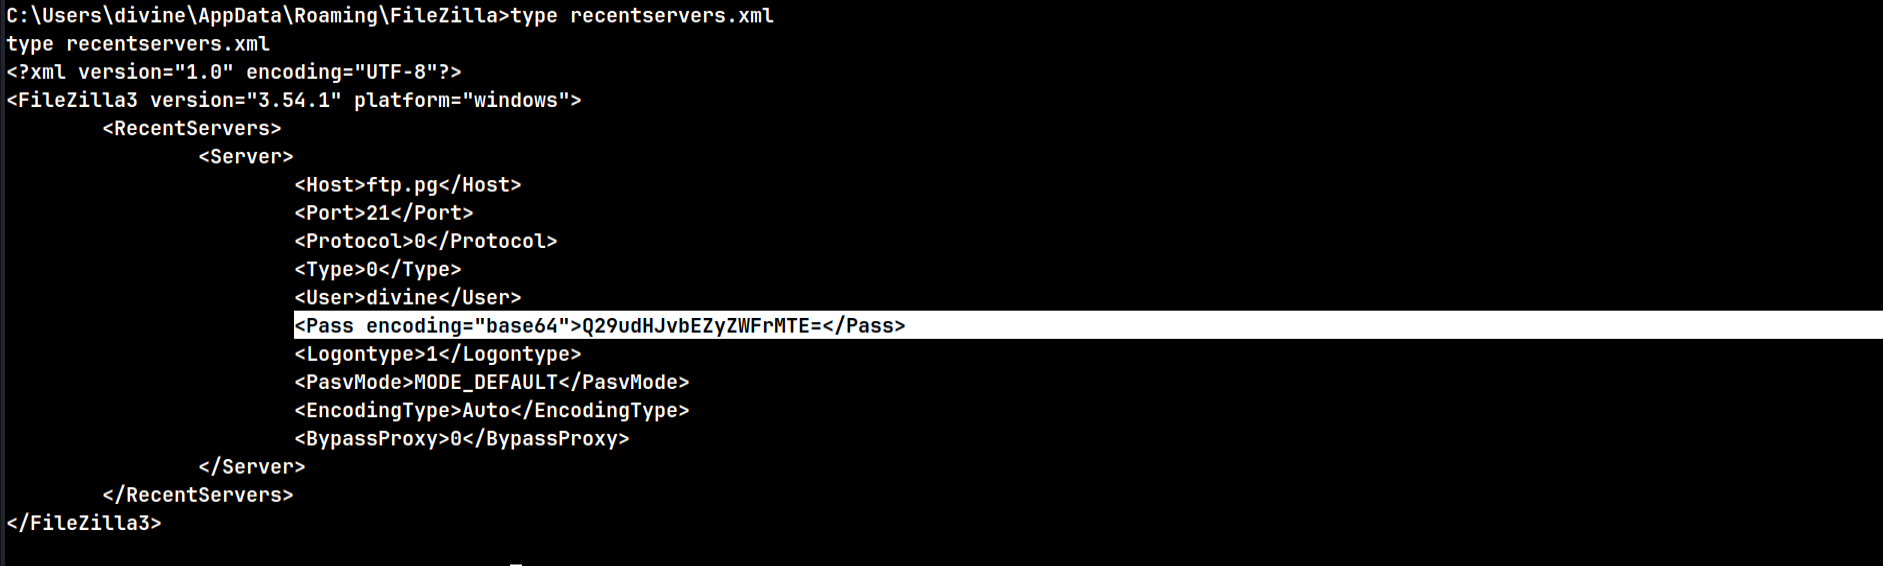 C:\Users\divine\AppData\Roaming\FileZilla>type recentservers.xml
type recentservers.xml
<?xml version="1.0" encoding="UTF-8"?>
<FileZilla3 version="3.54.1" platform="windows">
        <RecentServers>
                <Server>
                        <Host>ftp.pg</Host>
                        <Port>21</Port>
                        <Protocol>0</Protocol>
                        <Type>0</Type>
                        <User>divine</User>
                        <Pass encoding="base64">Q29udHJvbEZyZWFrMTE=</Pass>
                        <Logontype>1</Logontype>
                        <PasvMode>MODE_DEFAULT</PasvMode>
                        <EncodingType>Auto</EncodingType>
                        <BypassProxy>0</BypassProxy>
                </Server>
        </RecentServers>
</FileZilla3>